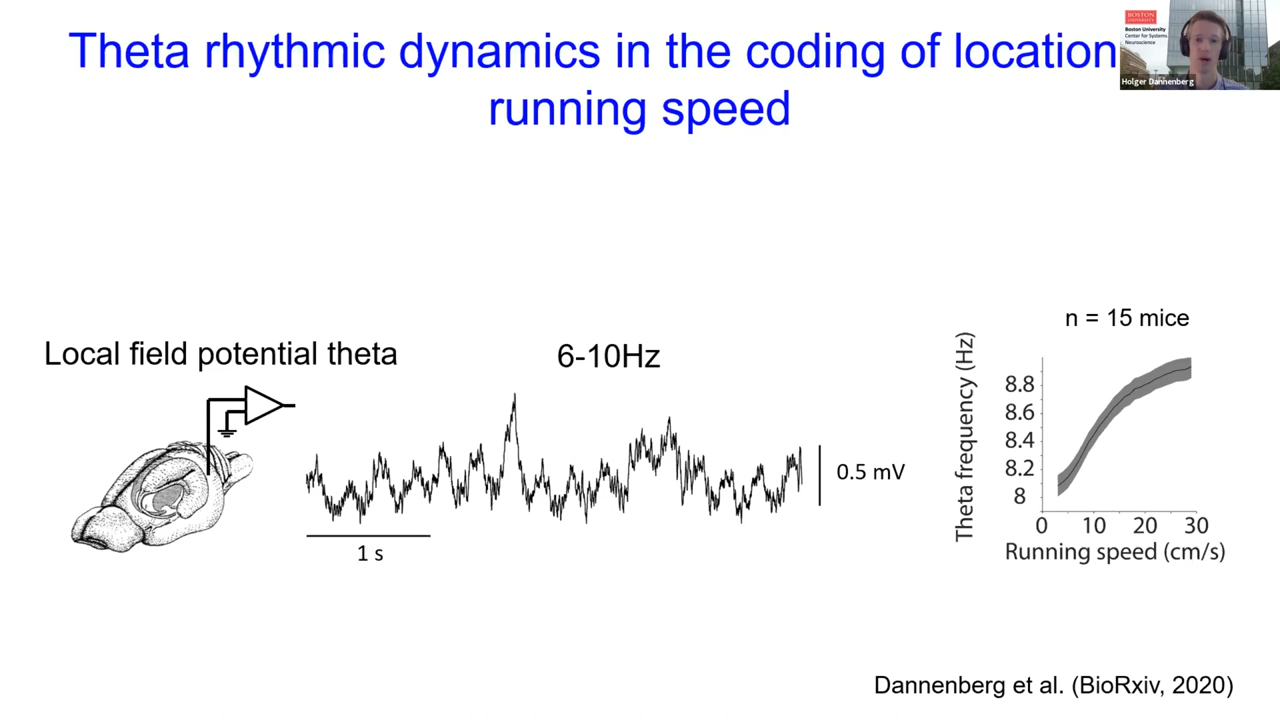 Theta rhythmic dynamics in the coding of location
running speed
BOSTON
UNIVERSITY
Boston University
Center for Systems
Neuroscience
Holger Dannenberg
Local field potential theta
6-10Hz
0.5 mV
1 s
n = 15 mice
Theta frequency (Hz)
8.8
8.6
8.4
8.2
8
0 10 20 30
Running speed (cm/s)
Dannenberg et al. (BioRxiv, 2020)